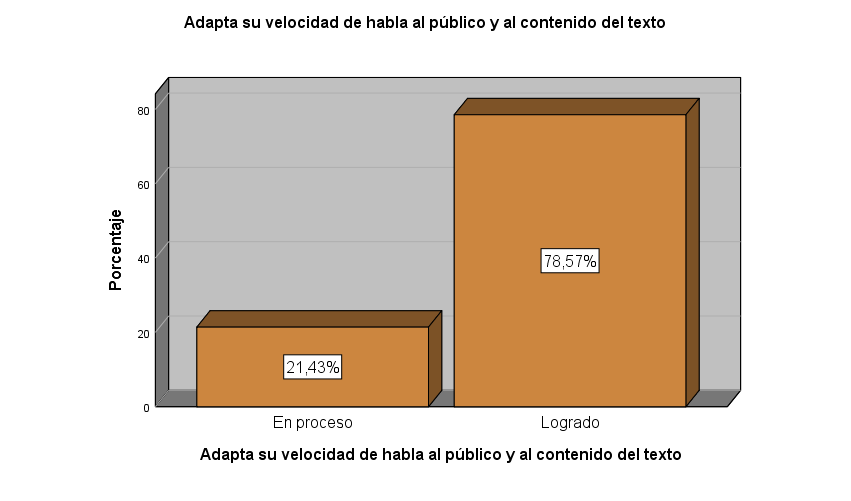 Adapta su velocidad de habla al público y al contenido del texto
Porcentaje
80
60
40
20
0
21,43%
78,57%
En proceso
Logrado
Adapta su velocidad de habla al público y al contenido del texto